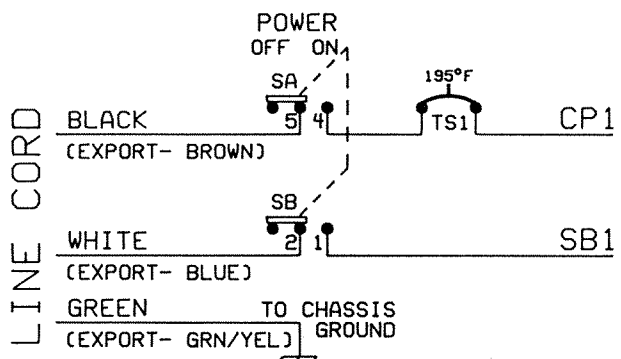 POWER
OFF ON
SA
195°F
BLACK
5 4
TS1
CP1
(EXPORT- BROWN)
SB
WHITE
2 1
SB1
(EXPORT- BLUE)
GREEN
TO CHASSIS
GROUND
(EXPORT- GRN/YEL)
LINE CORD